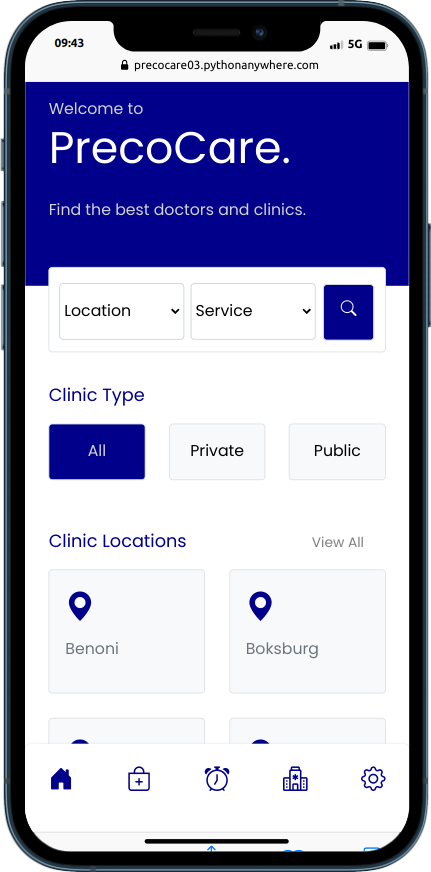 09:43
5G
precocare03.pythonanywhere.com
Welcome to
PrecoCare.
Find the best doctors and clinics.
Location
Service
Clinic Type
All
Private
Public
Clinic Locations
View All
Benoni
Boksburg